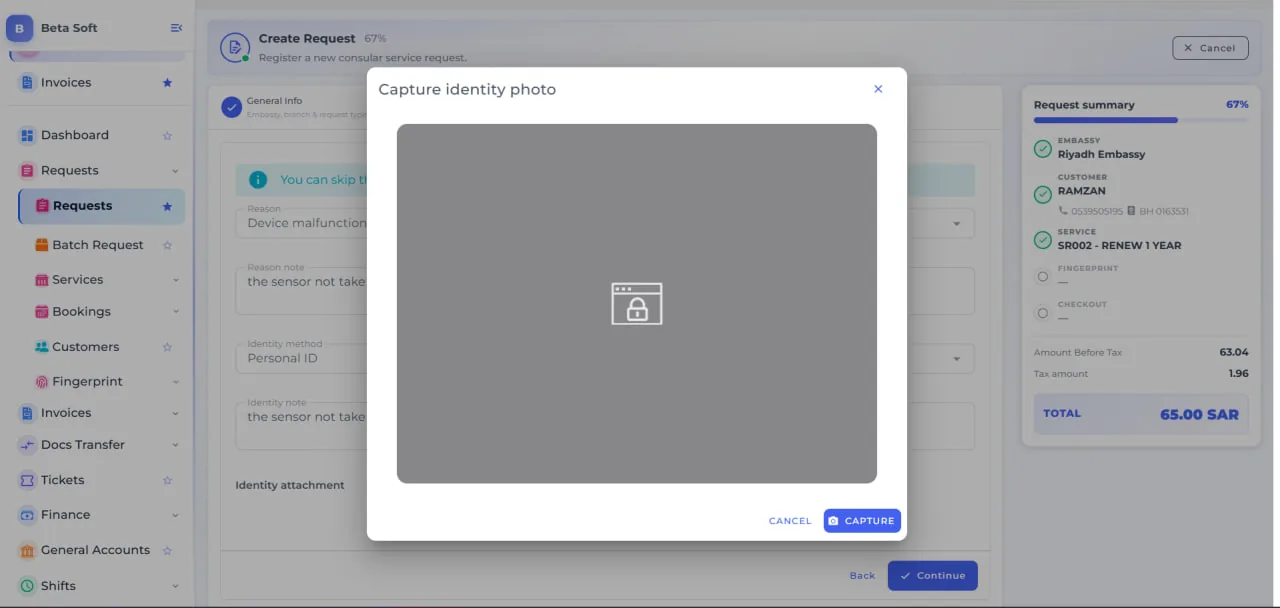 B
Beta Soft
Invoices
Dashboard
Requests
Requests
Batch Request
Services
Bookings
Customers
Fingerprint
Invoices
Docs Transfer
Tickets
Finance
General Accounts
Shifts
Create Request 67%
Register a new consular service request.
Cancel
General Info
Embassy, branch & request type
You can skip th
Reason
Device malfunction
Reason note
the sensor not take
Identity method
Personal ID
Identity note
the sensor not take
Identity attachment
Back
Continue
Capture identity photo
CANCEL
CAPTURE
Request summary 67%
EMBASSY
Riyadh Embassy
CUSTOMER
RAMZAN
0539505195 BH 0163531
SERVICE
SR002 - RENEW 1 YEAR
FINGERPRINT
—
CHECKOUT
—
Amount Before Tax 63.04
Tax amount 1.96
TOTAL 65.00 SAR